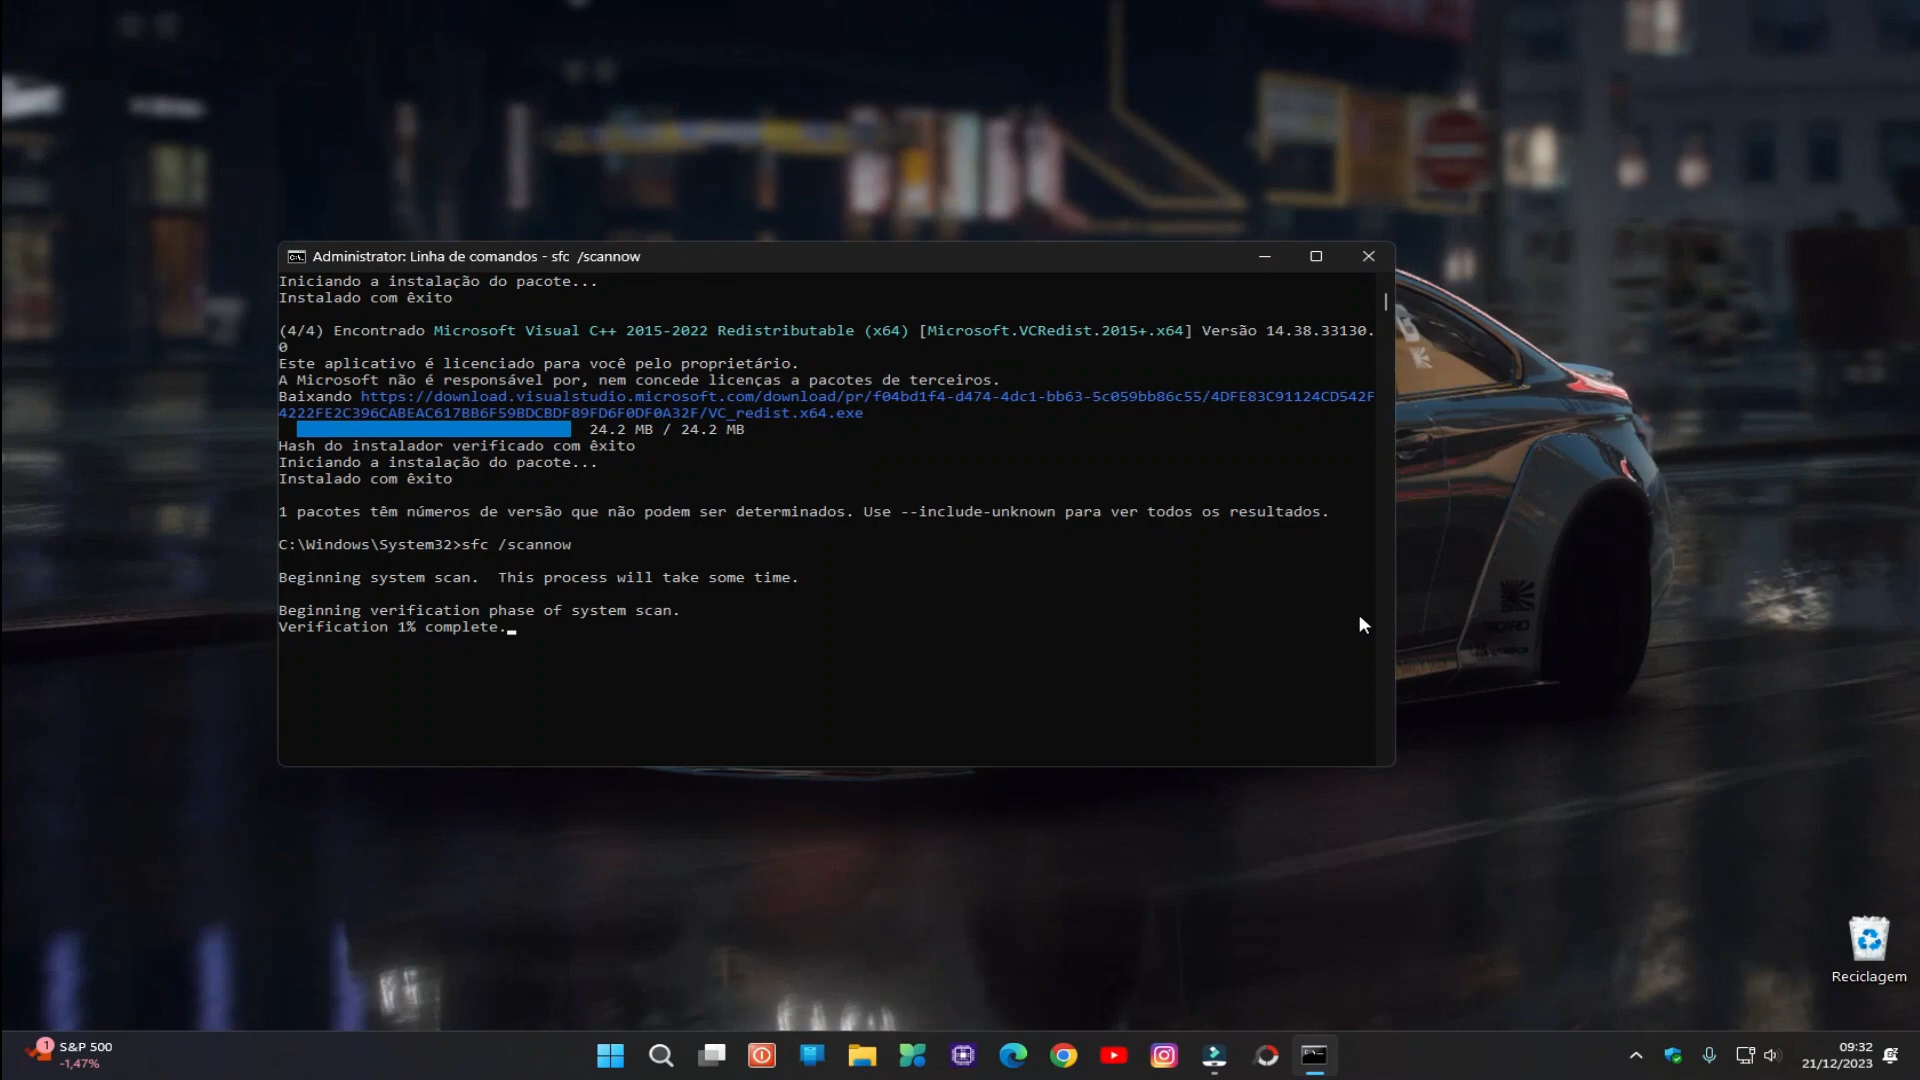 Administrator: Linha de comandos - sfc  /scannow
Iniciando a instalação do pacote...
Instalado com êxito
(4/4) Encontrado Microsoft Visual C++ 2015-2022 Redistributable (x64) [Microsoft.VCRedist.2015+.x64] Versão 14.38.33130.
0
Este aplicativo é licenciado para você pelo proprietário.
A Microsoft não é responsável por, nem concede licenças a pacotes de terceiros.
Baixando https://download.visualstudio.microsoft.com/download/pr/f04bd1f4-d474-4dc1-bb63-5c059bb86c55/4DFE83C91124CD542F
4222FE2C396CABEAC617BB6F59BDCBDF89FD6F0DF0A32F/VC_redist.x64.exe
24.2 MB / 24.2 MB
Hash do instalador verificado com êxito
Iniciando a instalação do pacote...
Instalado com êxito
1 pacotes têm números de versão que não podem ser determinados. Use --include-unknown para ver todos os resultados.
C:\Windows\System32>sfc /scannow
Beginning system scan.  This process will take some time.
Beginning verification phase of system scan.
Verification 1% complete.
Reciclagem
1
S&P 500
-1,47%
09:32
21/12/2023